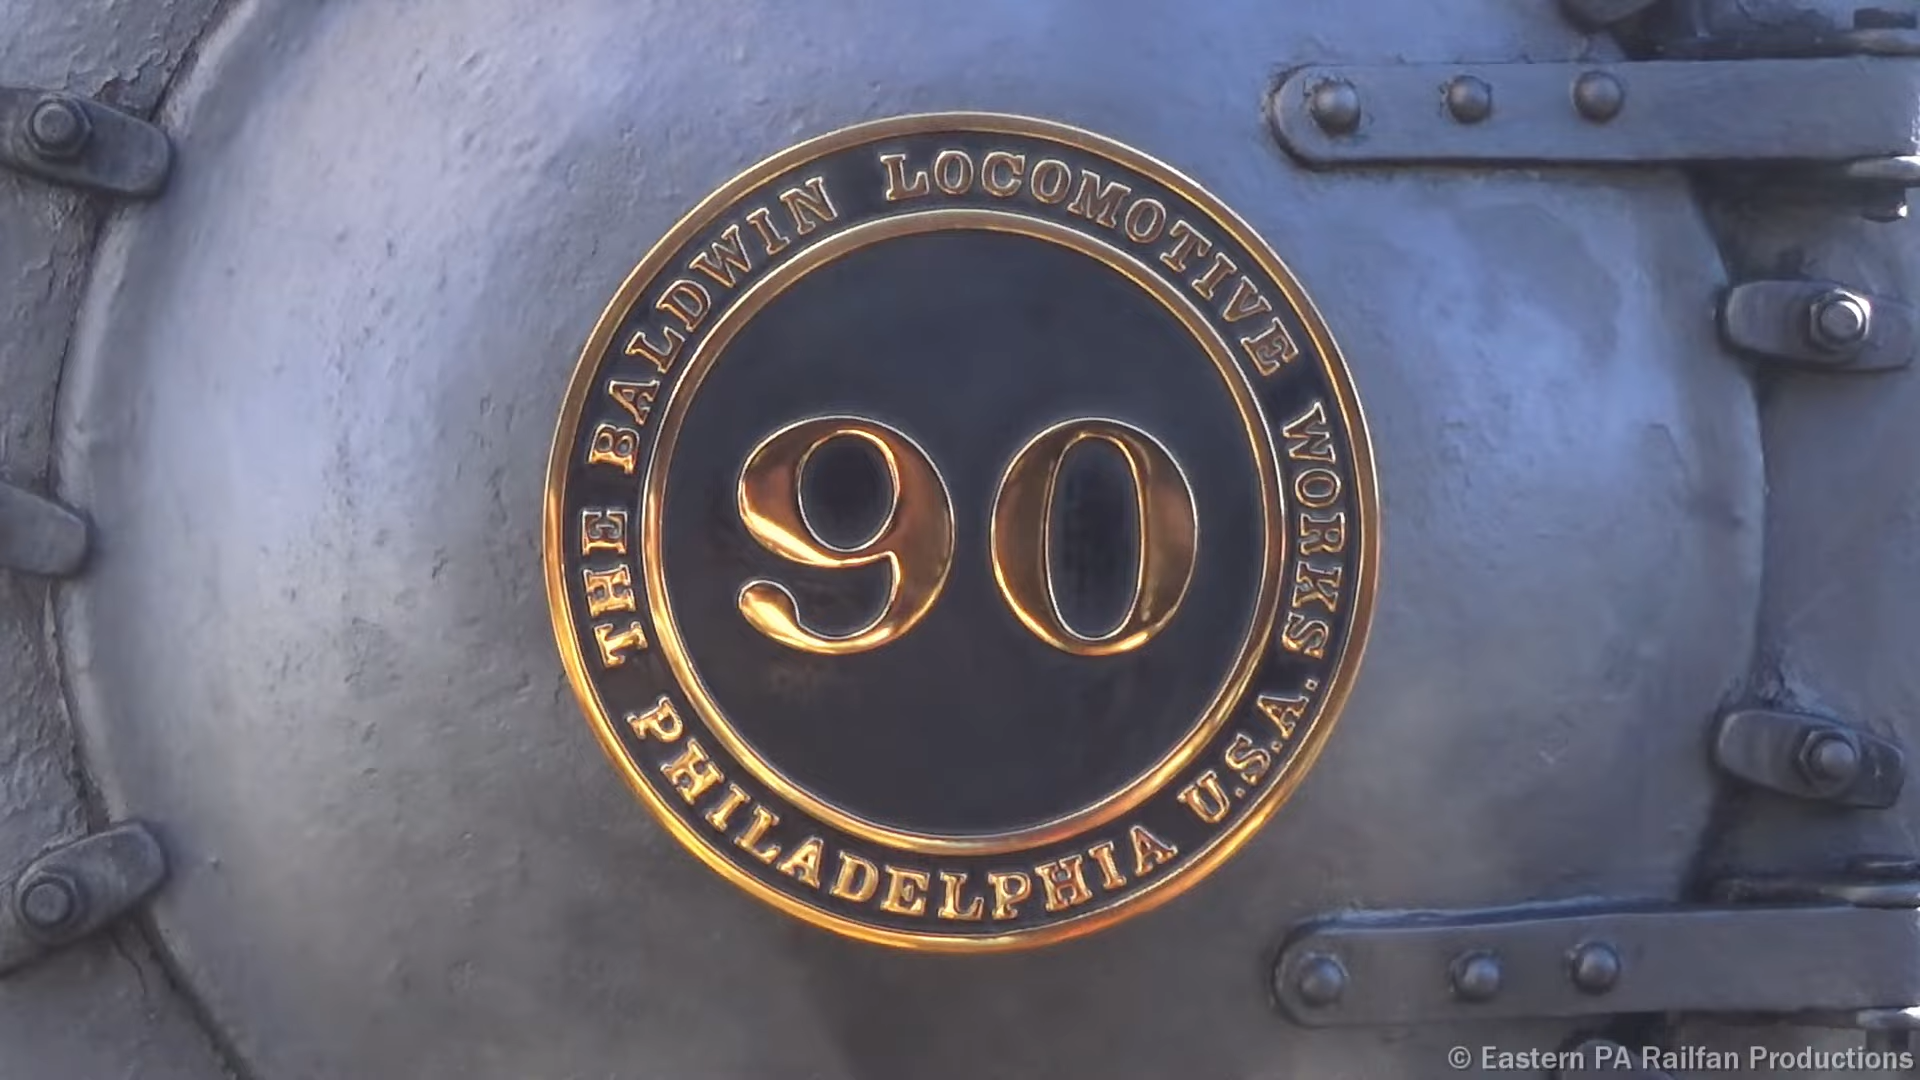 THE BALDWIN LOCOMOTIVE WORKS.
90
PHILADELPHIA U.S.A.
© Eastern PA Railfan Productions